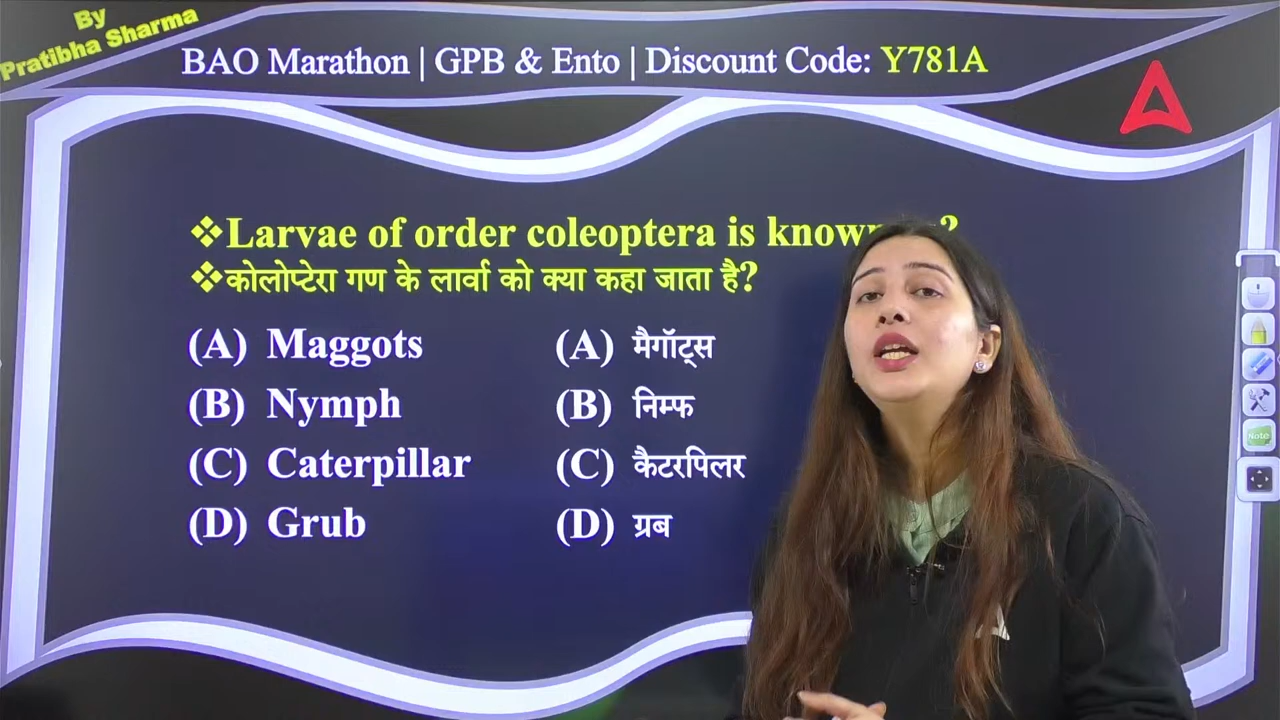 By
Pratibha Sharma
BAO Marathon | GPB & Ento | Discount Code: Y781A
❖Larvae of order coleoptera is ?
❖कोलोप्टेरा गण के लार्वा को क्या कहा जाता है?
(A) Maggots
(A) मैगॉट्स
(B) Nymph
(B) निम्फ
(C) Caterpillar
(C) कैटरपिलर
(D) Grub
(D) ग्रब
Note